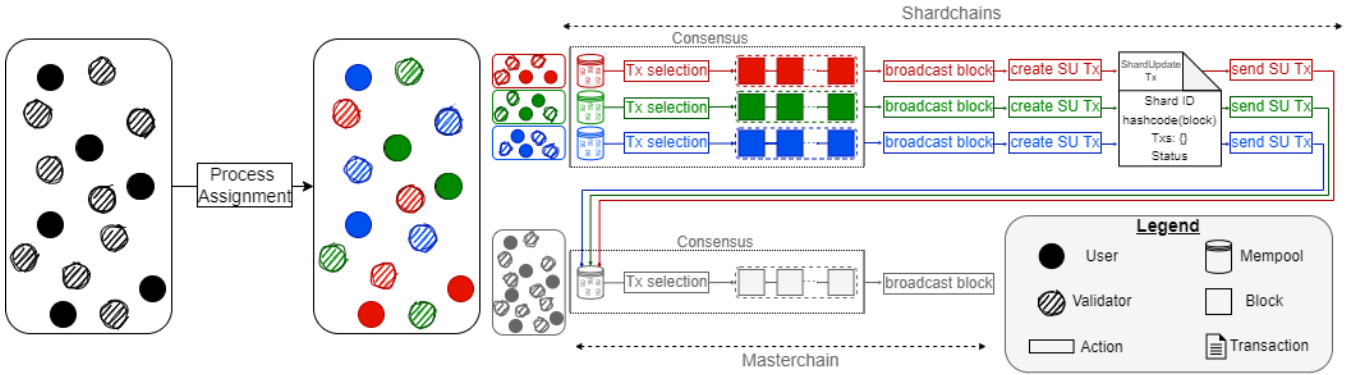 Shardchains
Consensus
Process
Assignment
Tx selection
broadcast block
create SU Tx
ShardUpdate
Tx
send SU Tx
Tx selection
broadcast block
create SU Tx
Shard ID
hashcode(block)
send SU Tx
Tx selection
broadcast block
create SU Tx
Txs: {}
Status
send SU Tx
Consensus
Tx selection
broadcast block
Masterchain
Legend
User
Mempool
Validator
Block
Action
Transaction